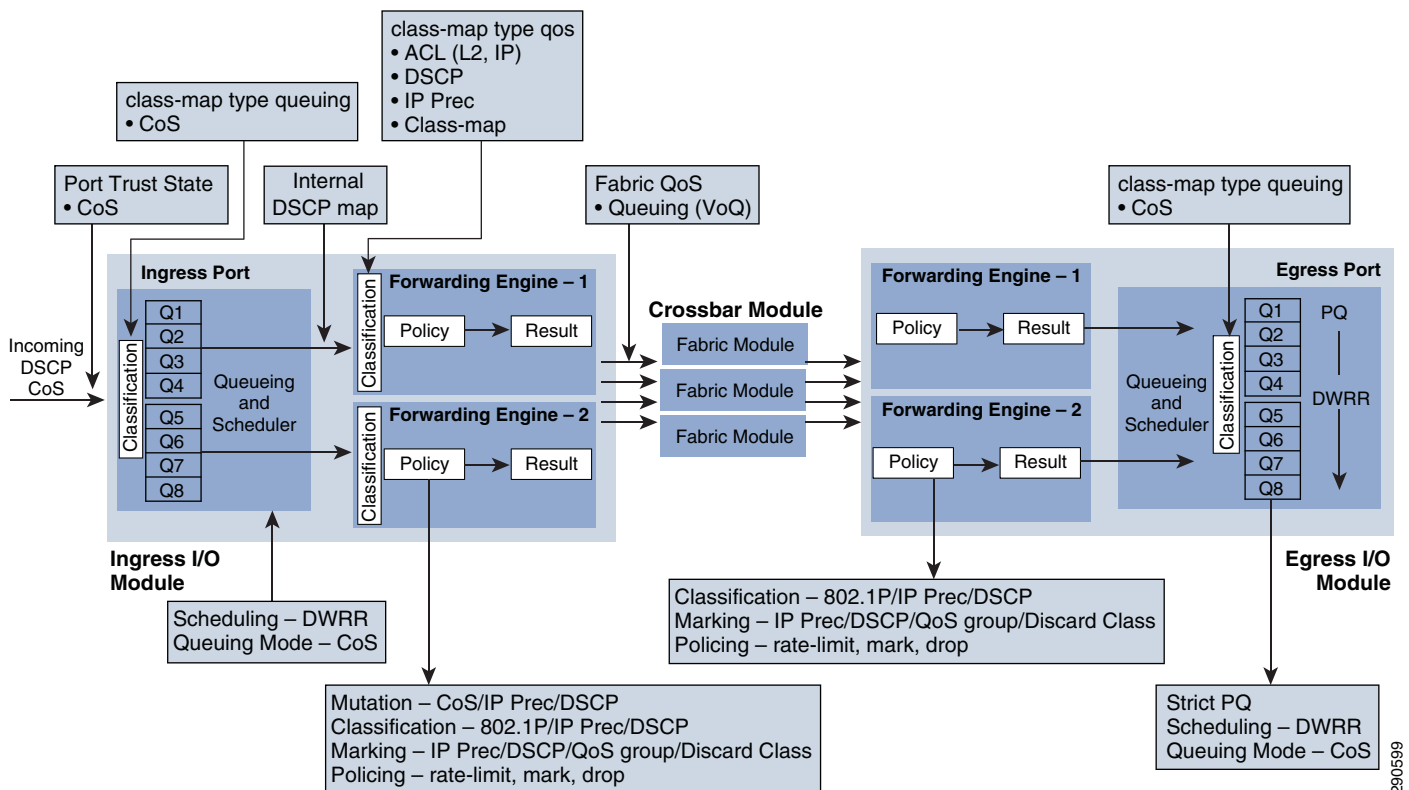 class-map type qos
• ACL (L2, IP)
• DSCP
• IP Prec
• Class-map
class-map type queuing
• CoS
Port Trust State
• CoS
Internal
DSCP map
Fabric QoS
• Queuing (VoQ)
class-map type queuing
• CoS
Incoming
DSCP
CoS
Ingress Port
Classification
Q1
Q2
Q3
Q4
Q5
Q6
Q7
Q8
Queueing
and
Scheduler
Classification
Forwarding Engine – 1
Policy
Result
Classification
Forwarding Engine – 2
Policy
Result
Ingress I/O
Module
Crossbar Module
Fabric Module
Fabric Module
Fabric Module
Forwarding Engine – 1
Policy
Result
Forwarding Engine – 2
Policy
Result
Egress Port
Queueing
and
Scheduler
Classification
Q1
Q2
Q3
Q4
Q5
Q6
Q7
Q8
PQ
DWRR
Egress I/O
Module
Scheduling – DWRR
Queuing Mode – CoS
Mutation – CoS/IP Prec/DSCP
Classification – 802.1P/IP Prec/DSCP
Marking – IP Prec/DSCP/QoS group/Discard Class
Policing – rate-limit, mark, drop
Classification – 802.1P/IP Prec/DSCP
Marking – IP Prec/DSCP/QoS group/Discard Class
Policing – rate-limit, mark, drop
Strict PQ
Scheduling – DWRR
Queuing Mode – CoS
290599